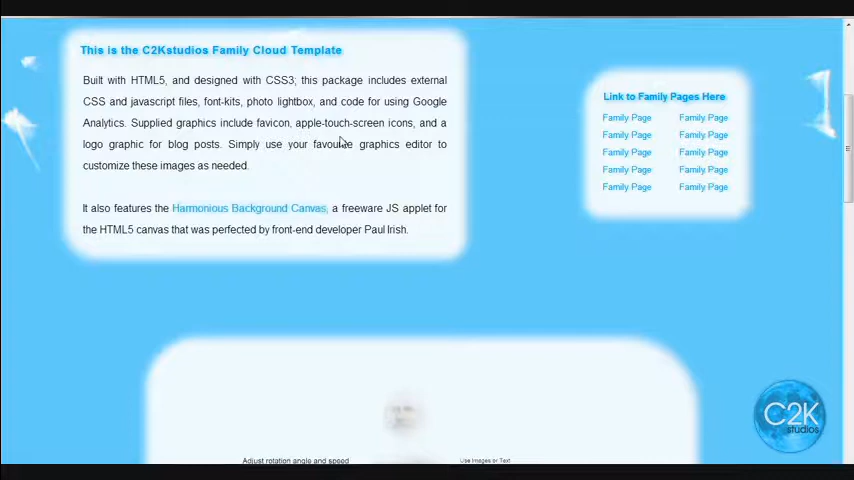 This is the C2Kstudios Family Cloud Template
Built with HTML5, and designed with CSS3; this package includes external
CSS and javascript files, font-kits, photo lightbox, and code for using Google
Analytics. Supplied graphics include favicon, apple-touch-screen icons, and a
logo graphic for blog posts. Simply use your favourite graphics editor to
customize these images as needed.
It also features the Harmonious Background Canvas, a freeware JS applet for
the HTML5 canvas that was perfected by front-end developer Paul Irish.
Link to Family Pages Here
Family Page Family Page
Family Page Family Page
Family Page Family Page
Family Page Family Page
Family Page Family Page
Adjust rotation angle and speed
Use Images or Text
C2K
studios